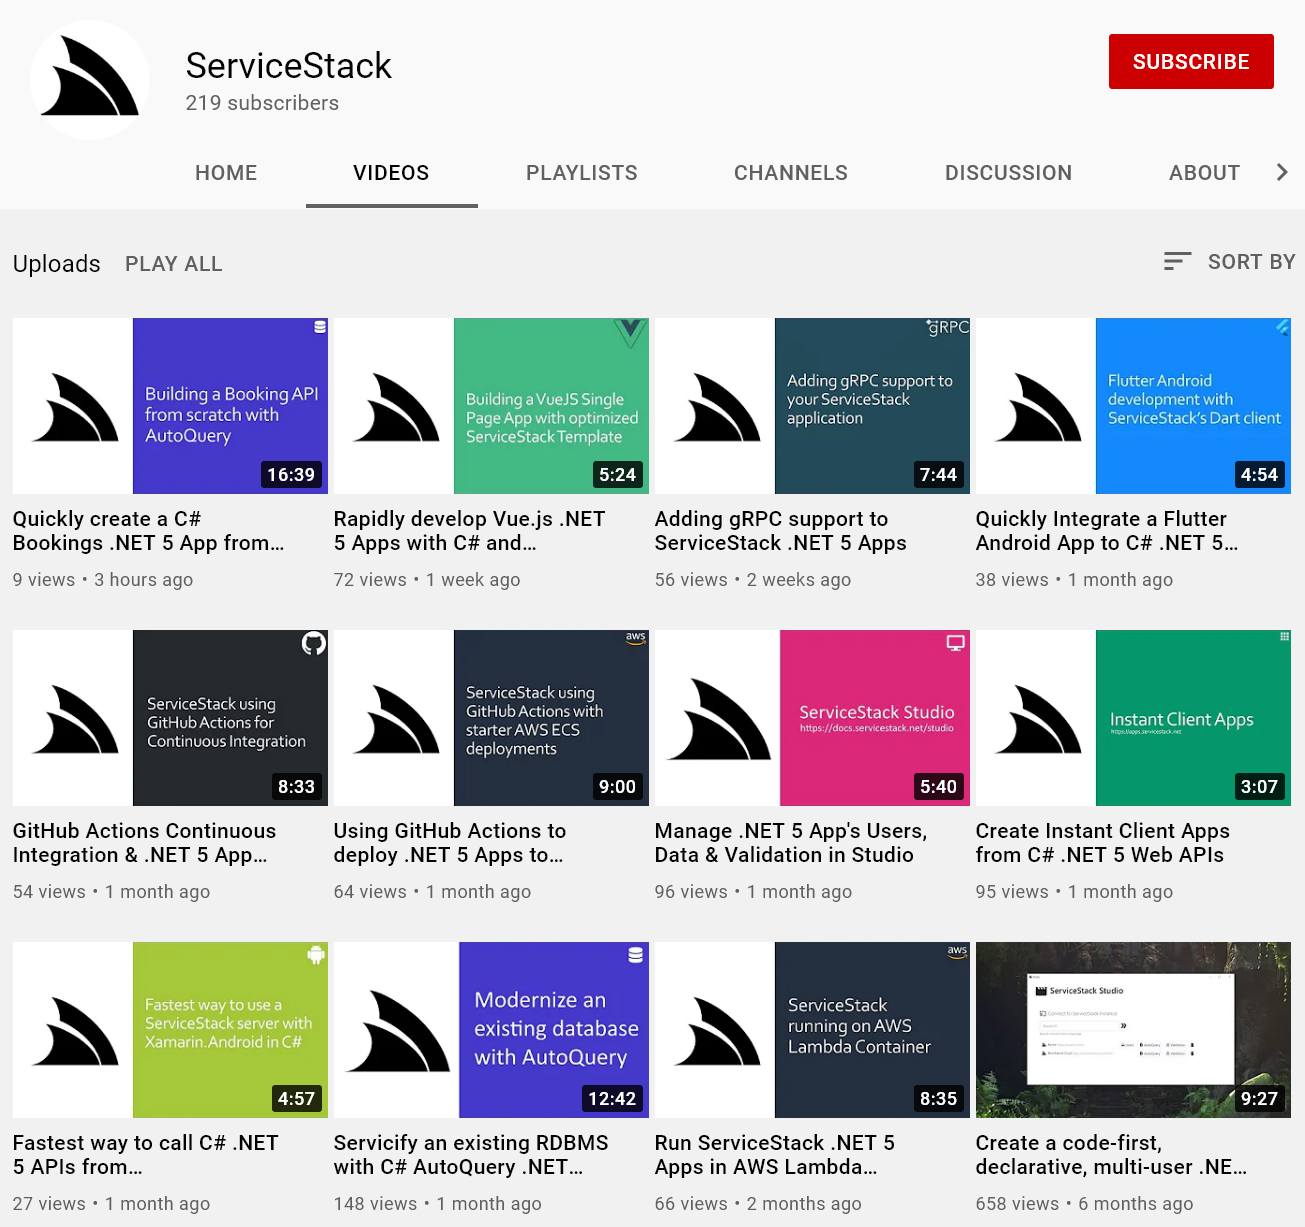 ServiceStack
219 subscribers
SUBSCRIBE
HOME VIDEOS PLAYLISTS CHANNELS DISCUSSION ABOUT
Uploads PLAY ALL SORT BY
Building a Booking API
from scratch with
AutoQuery
16:39
Building a VueJS Single
Page App with optimized
ServiceStack Template
5:24
gRPC
Adding gRPC support to
your ServiceStack
application
7:44
Flutter Android
development with
ServiceStack's Dart client
4:54
Quickly create a C#
Bookings .NET 5 App from...
9 views • 3 hours ago
Rapidly develop Vue.js .NET
5 Apps with C# and...
72 views • 1 week ago
Adding gRPC support to
ServiceStack .NET 5 Apps
56 views • 2 weeks ago
Quickly Integrate a Flutter
Android App to C# .NET 5...
38 views • 1 month ago
ServiceStack using
GitHub Actions for
Continuous Integration
8:33
aws
ServiceStack using
GitHub Actions with
starter AWS ECS
deployments
9:00
ServiceStack Studio
https://docs.servicestack.net/studio
5:40
Instant Client Apps
https://apps.servicestack.net
3:07
GitHub Actions Continuous
Integration & .NET 5 App...
54 views • 1 month ago
Using GitHub Actions to
deploy .NET 5 Apps to...
64 views • 1 month ago
Manage .NET 5 App's Users,
Data & Validation in Studio
96 views • 1 month ago
Create Instant Client Apps
from C# .NET 5 Web APIs
95 views • 1 month ago
Fastest way to use a
ServiceStack server with
Xamarin.Android in C#
4:57
Modernize an
existing database
with AutoQuery
12:42
aws
ServiceStack
running on AWS
Lambda Container
8:35
ServiceStack Studio
Connect to ServiceStack Instance
9:27
Fastest way to call C# .NET
5 APIs from...
27 views • 1 month ago
Servicify an existing RDBMS
with C# AutoQuery .NET...
148 views • 1 month ago
Run ServiceStack .NET 5
Apps in AWS Lambda...
66 views • 2 months ago
Create a code-first,
declarative, multi-user .NE...
658 views • 6 months ago